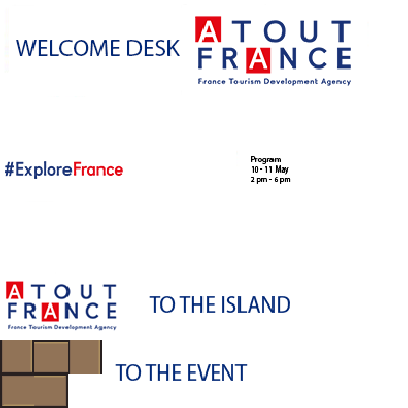 WELCOME DESK
ATOUT
FRANCE
France Tourism Development Agency
#ExploreFrance
Program
10 - 11 May
2 pm - 6 pm
ATOUT
FRANCE
France Tourism Development Agency
TO THE ISLAND
TO THE EVENT